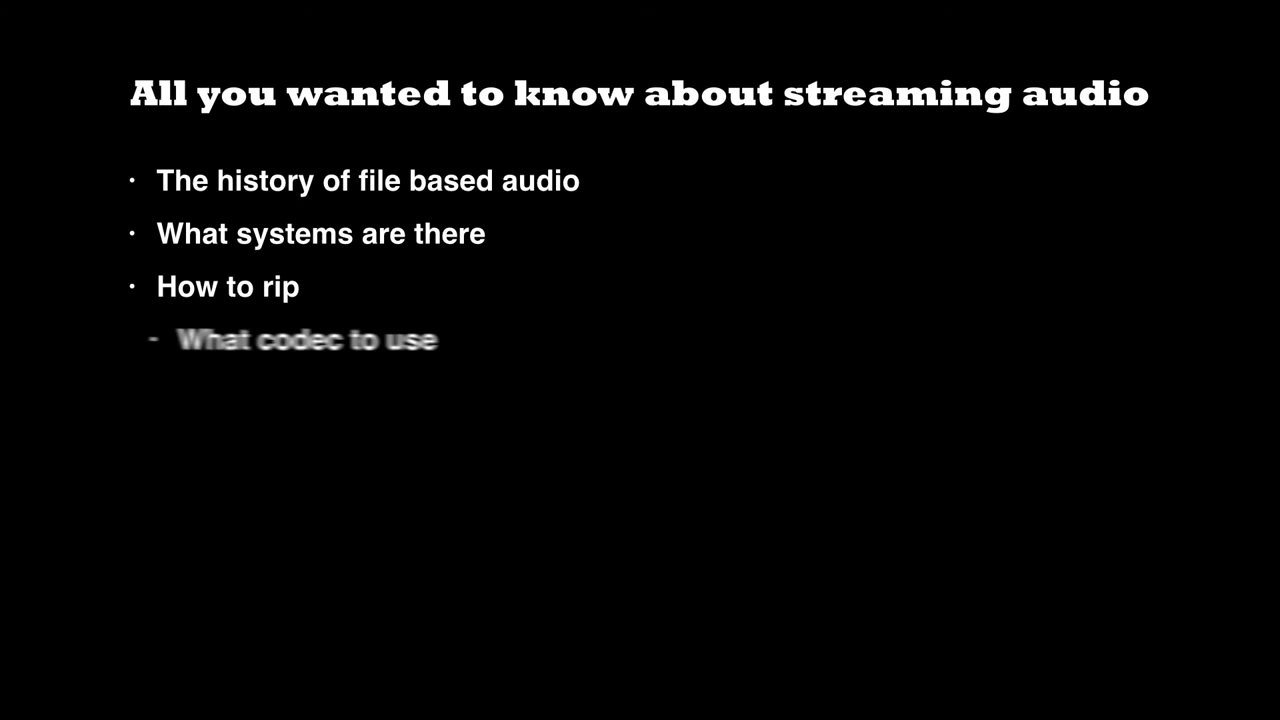 All you wanted to know about streaming audio
• The history of file based audio
• What systems are there
• How to rip
- What codec to use